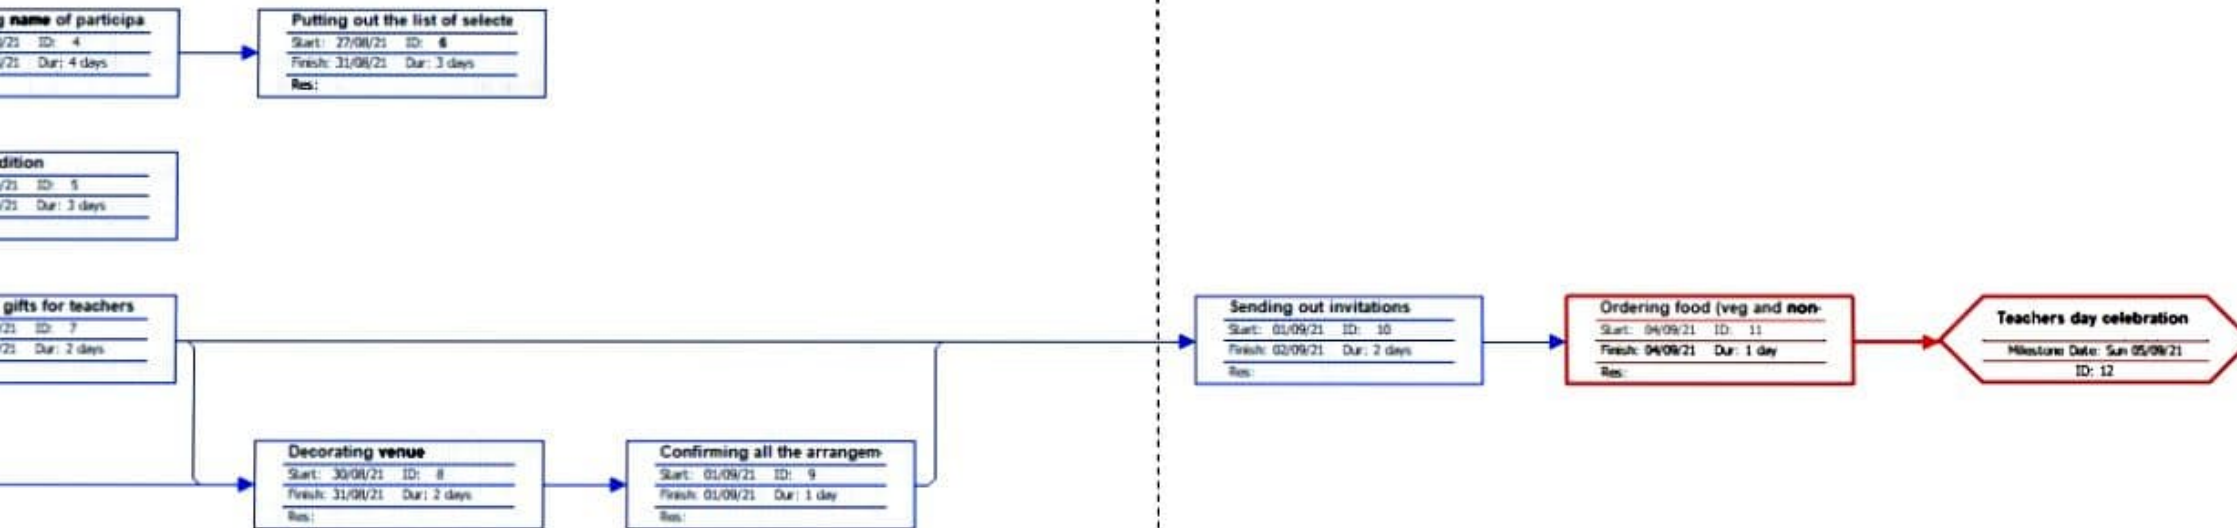 g name of participa
/21 ID: 4
/21 Dur: 4 days
Putting out the list of selecte
Start: 27/08/21 ID: 6
Finish: 31/08/21 Dur: 3 days
Res:
dition
/21 ID: 5
/21 Dur: 3 days
gifts for teachers
/21 ID: 7
/21 Dur: 2 days
Sending out invitations
Start: 01/09/21 ID: 10
Finish: 02/09/21 Dur: 2 days
Res:
Ordering food (veg and non-
Start: 04/09/21 ID: 11
Finish: 04/09/21 Dur: 1 day
Res:
Teachers day celebration
Milestone Date: Sun 05/09/21
ID: 12
Decorating venue
Start: 30/08/21 ID: 8
Finish: 31/08/21 Dur: 2 days
Res:
Confirming all the arrangem
Start: 01/09/21 ID: 9
Finish: 01/09/21 Dur: 1 day
Res: